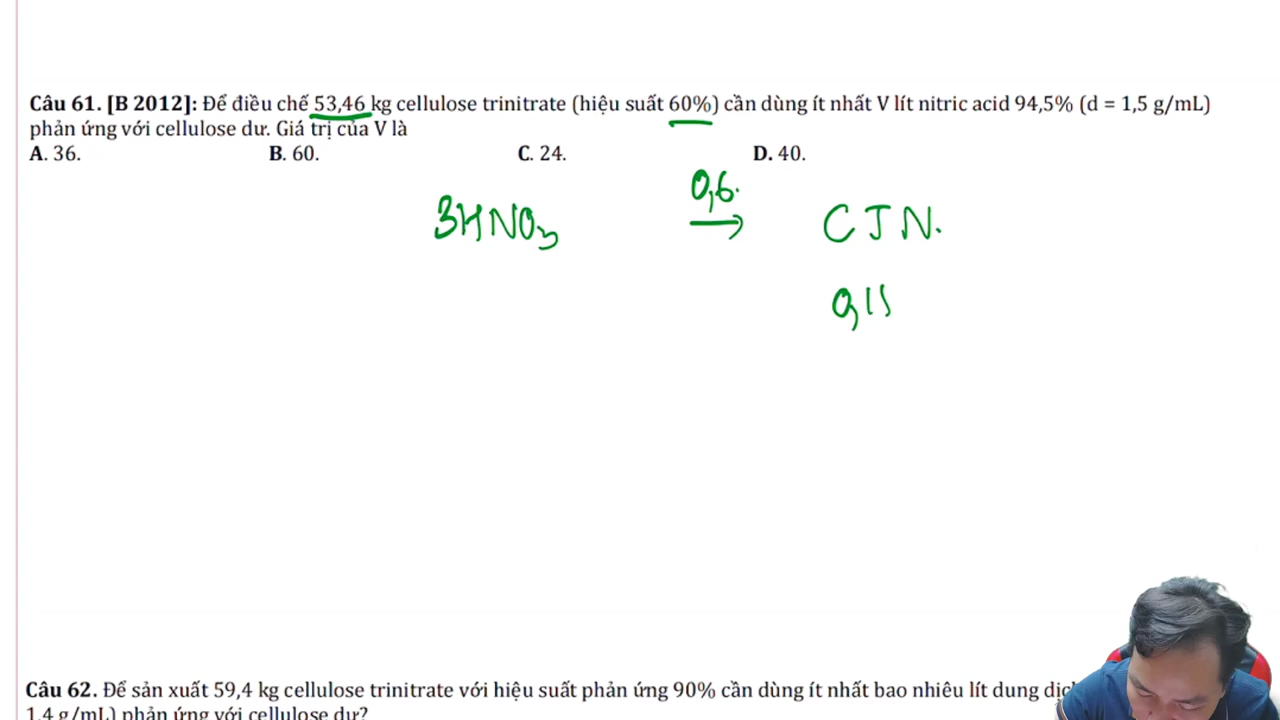 Câu 61. [B 2012]: Để điều chế 53,46 kg cellulose trinitrate (hiệu suất 60%) cần dùng ít nhất V lít nitric acid 94,5% (d = 1,5 g/mL)
phản ứng với cellulose dư. Giá trị của V là
A. 36. B. 60. C. 24. D. 40.
0,6.
3HNO3 → CTN.
0,1
Câu 62. Để sản xuất 59,4 kg cellulose trinitrate với hiệu suất phản ứng 90% cần dùng ít nhất bao nhiêu lít dung
1,4 g/mL) phản ứng với cellulose dư?